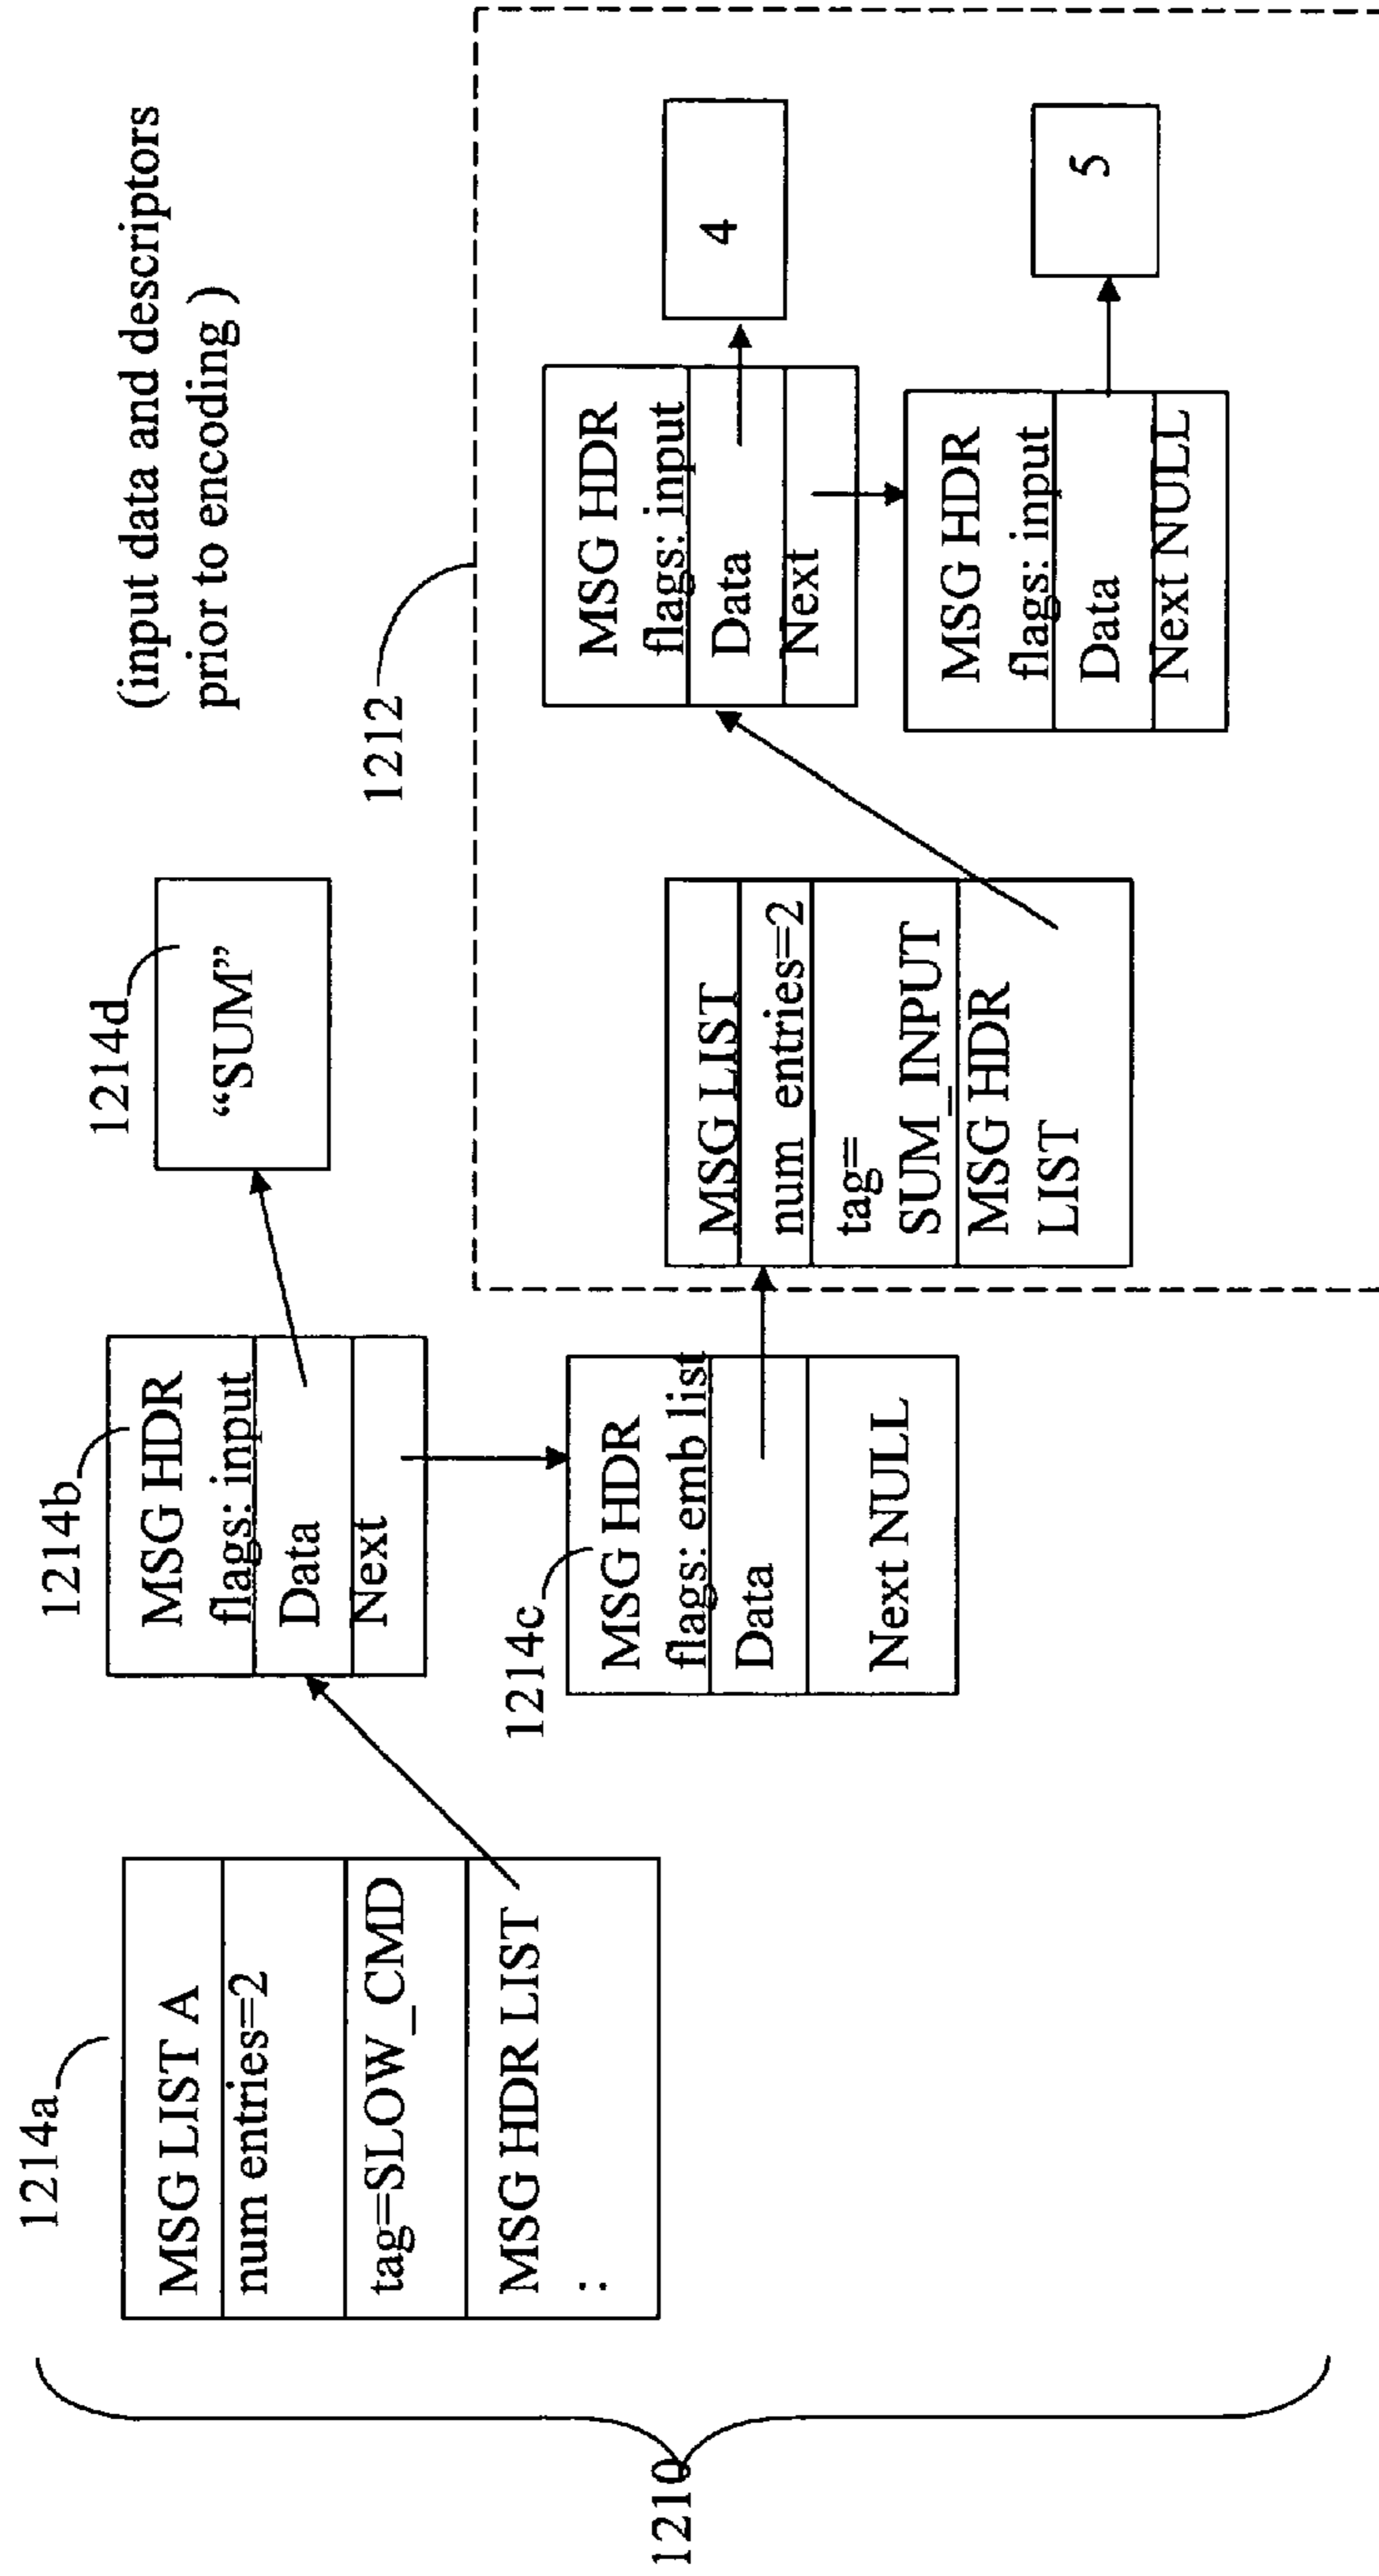 (input data and descriptors
prior to encoding )
1210
1214a
MSG LIST A
num entries=2
tag=SLOW_CMD
MSG HDR LIST
:
1214b
MSG HDR
flags: input
Data
Next
1214d
“SUM”
1214c
MSG HDR
flags: emb list
Data
Next NULL
1212
MSG LIST
num_entries=2
tag=
SUM_INPUT
MSG HDR
LIST
MSG HDR
flags: input
Data
Next
4
MSG HDR
flags: input
Data
Next NULL
5